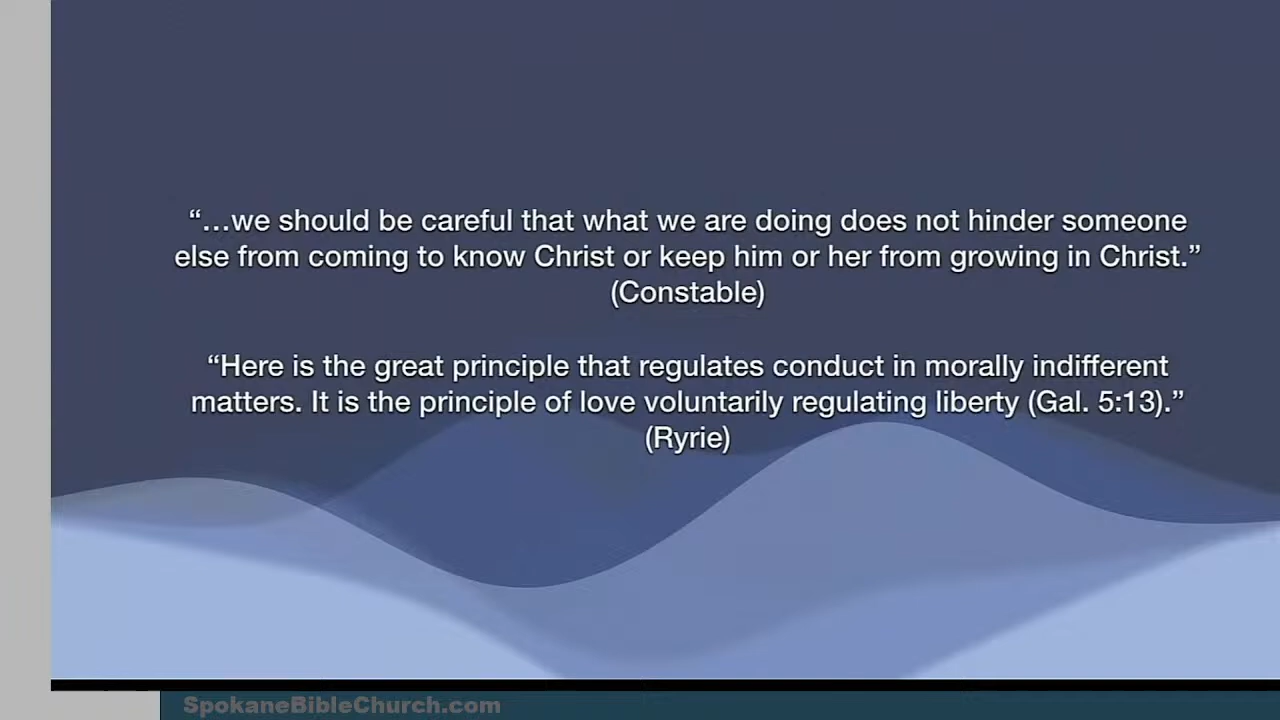 “...we should be careful that what we are doing does not hinder someone
else from coming to know Christ or keep him or her from growing in Christ.”
(Constable)
“Here is the great principle that regulates conduct in morally indifferent
matters. It is the principle of love voluntarily regulating liberty (Gal. 5:13).”
(Ryrie)
SpokaneBibleChurch.com